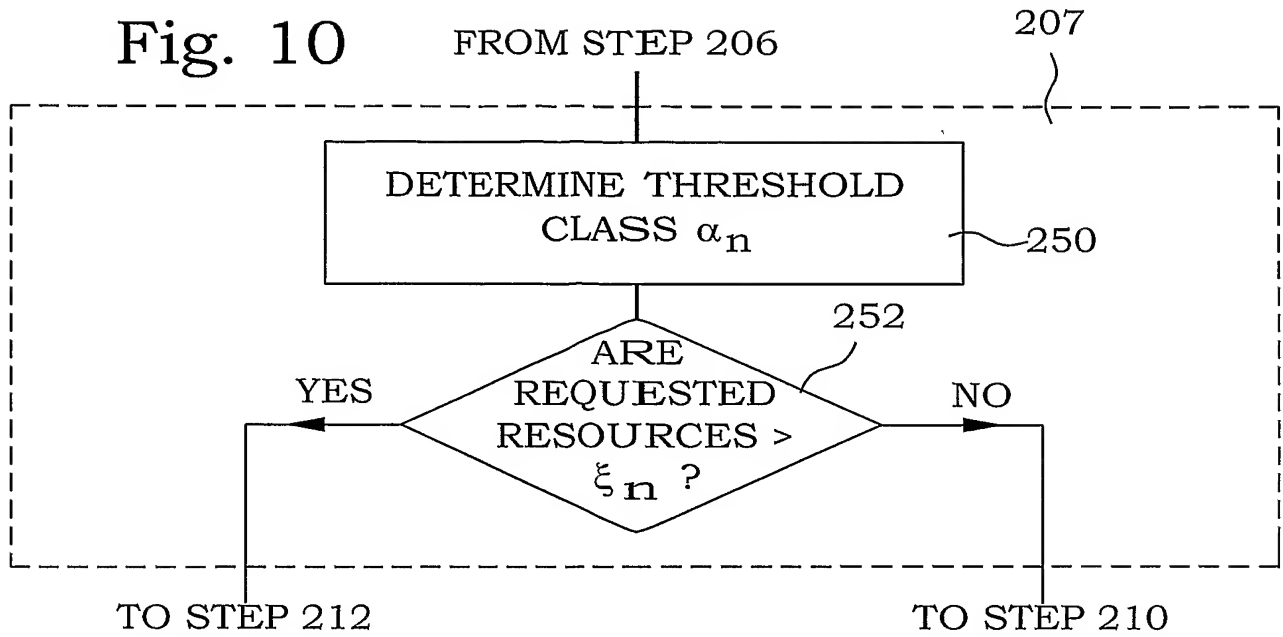 Fig. 10
FROM STEP 206
207
DETERMINE THRESHOLD
CLASS αn
250
252
ARE
REQUESTED
RESOURCES >
ξn ?
YES
NO
TO STEP 212
TO STEP 210